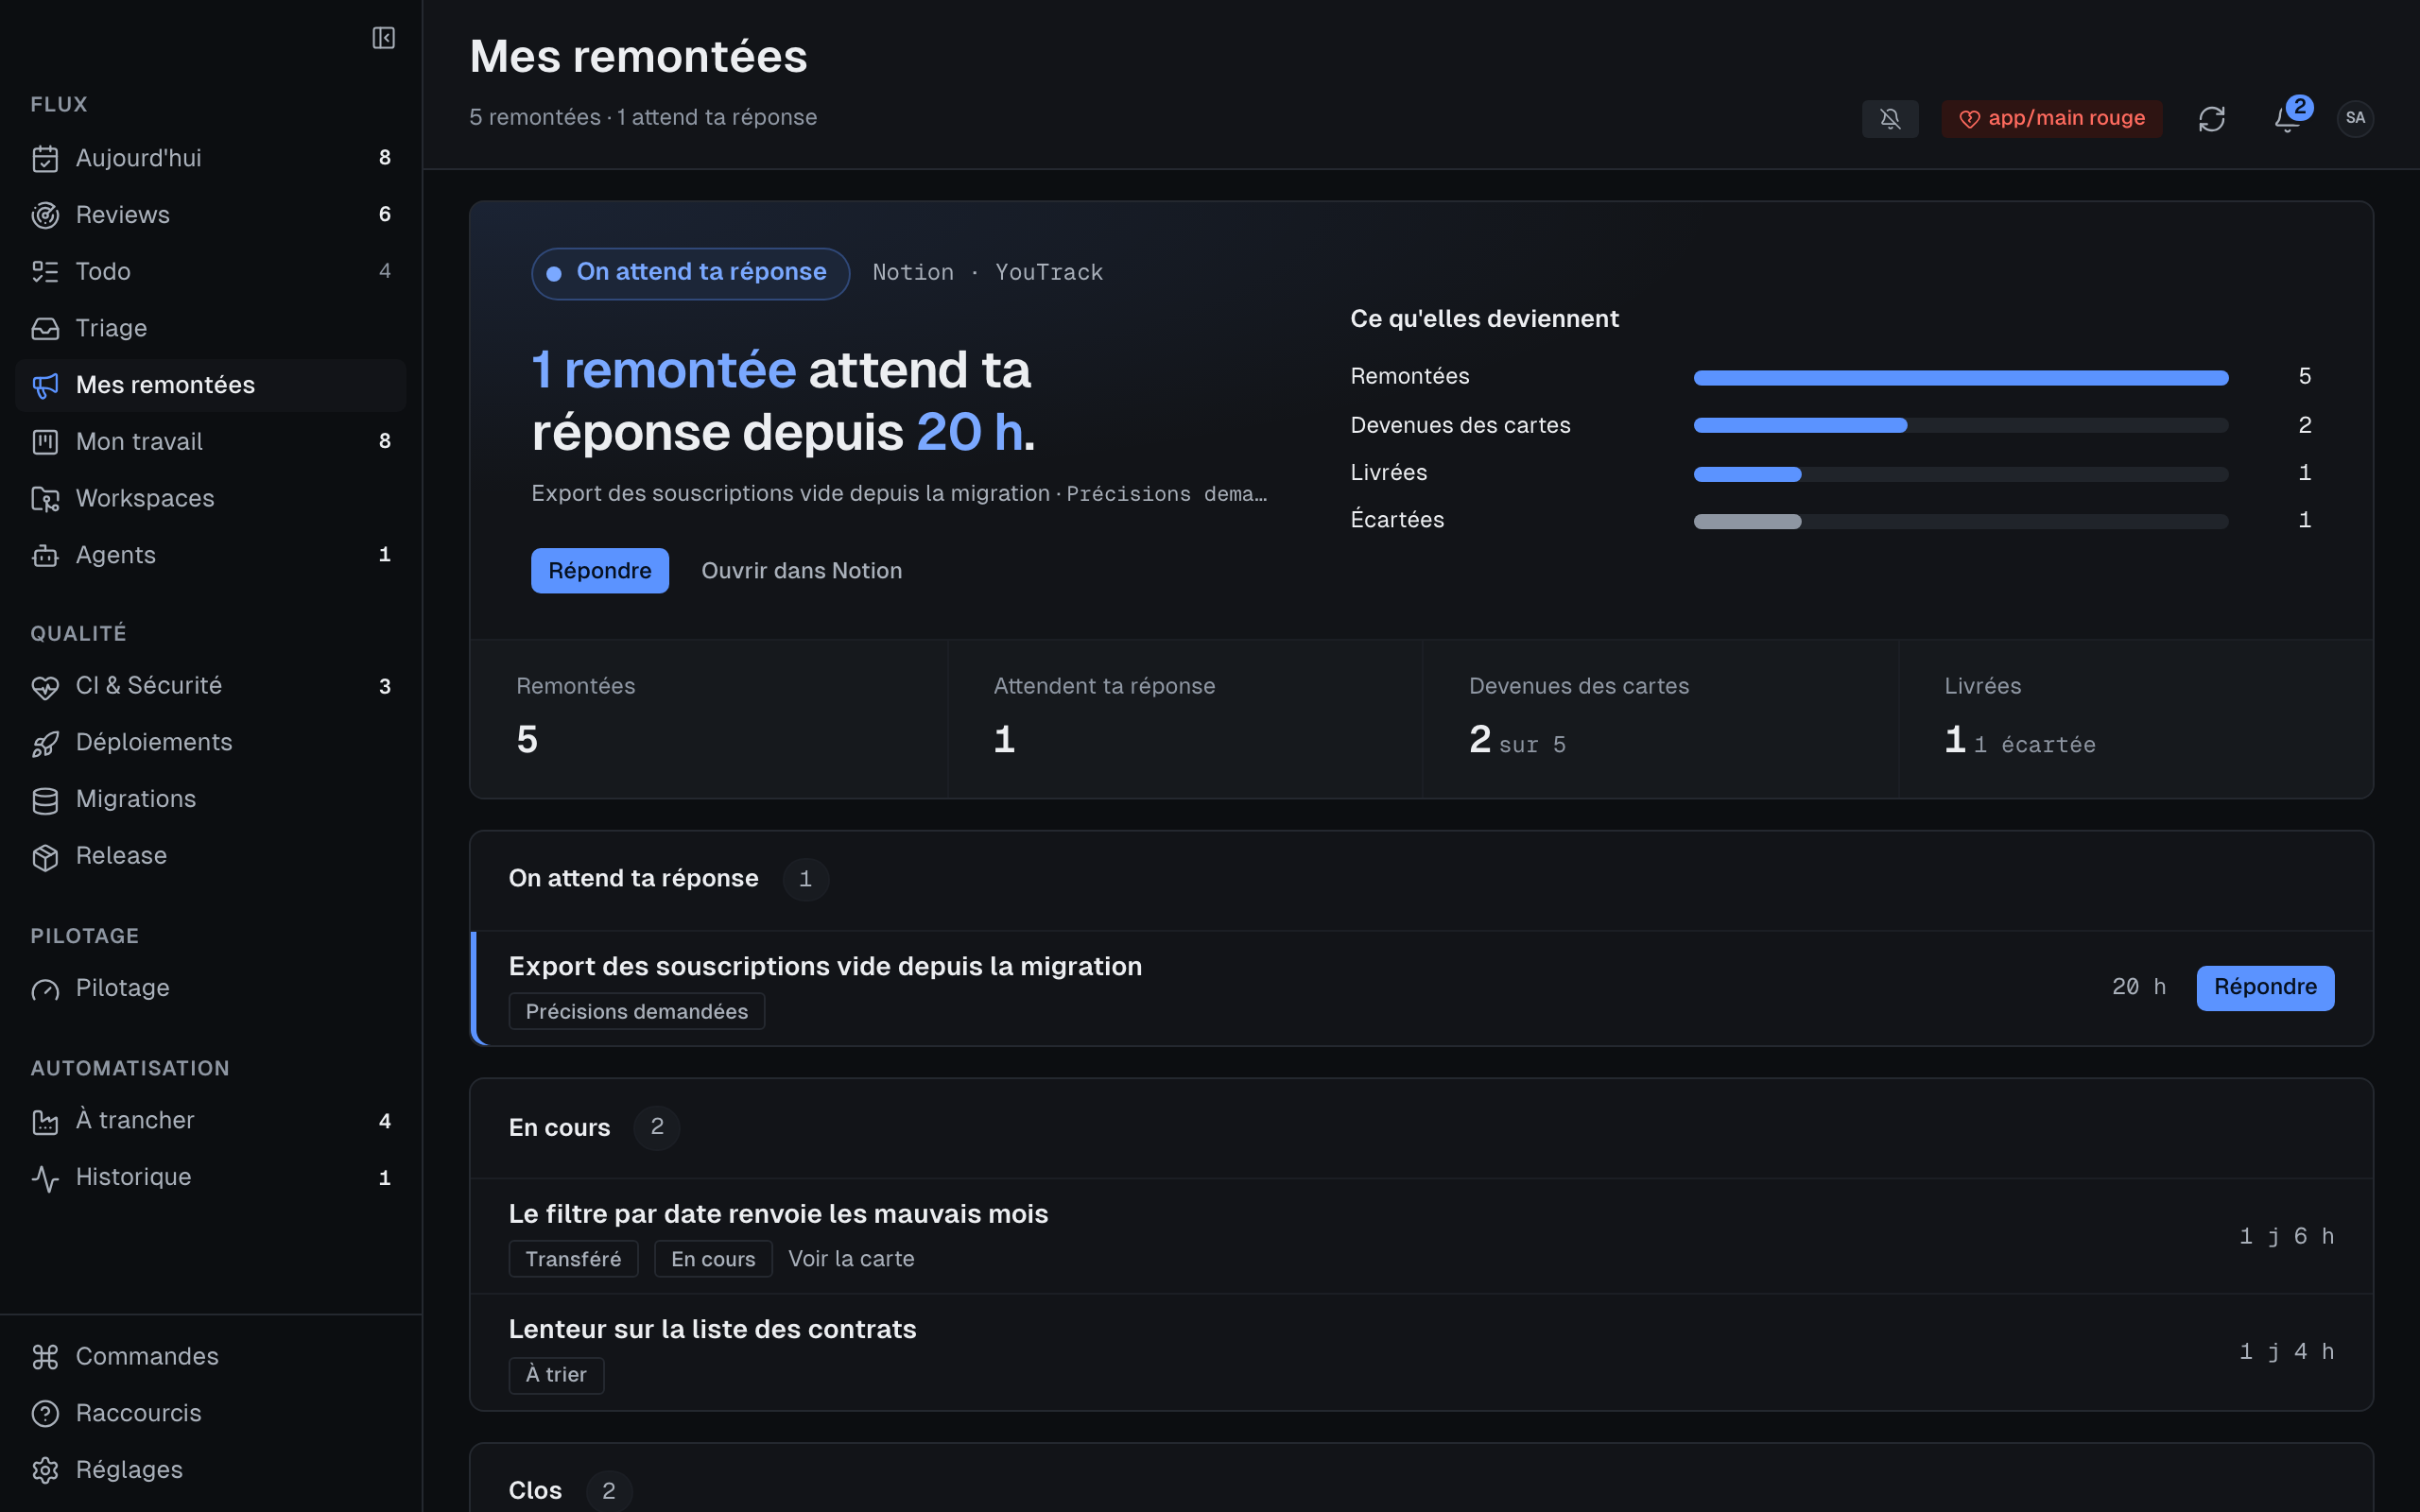 FLUX
Aujourd'hui 8
Reviews 6
Todo 4
Triage
Mes remontées
Mon travail 8
Workspaces
Agents 1
QUALITÉ
CI & Sécurité 3
Déploiements
Migrations
Release
PILOTAGE
Pilotage
AUTOMATISATION
À trancher 4
Historique 1
Commandes
Raccourcis
Réglages
Mes remontées
5 remontées · 1 attend ta réponse
app/main rouge
2
SA
On attend ta réponse Notion · YouTrack
1 remontée attend ta
réponse depuis 20 h.
Export des souscriptions vide depuis la migration · Précisions dema…
Répondre Ouvrir dans Notion
Ce qu'elles deviennent
Remontées 5
Devenues des cartes 2
Livrées 1
Écartées 1
Remontées
5
Attendent ta réponse
1
Devenues des cartes
2 sur 5
Livrées
1 1 écartée
On attend ta réponse 1
Export des souscriptions vide depuis la migration
Précisions demandées
20 h Répondre
En cours 2
Le filtre par date renvoie les mauvais mois
Transféré En cours Voir la carte
1 j 6 h
Lenteur sur la liste des contrats
À trier
1 j 4 h
Clos 2